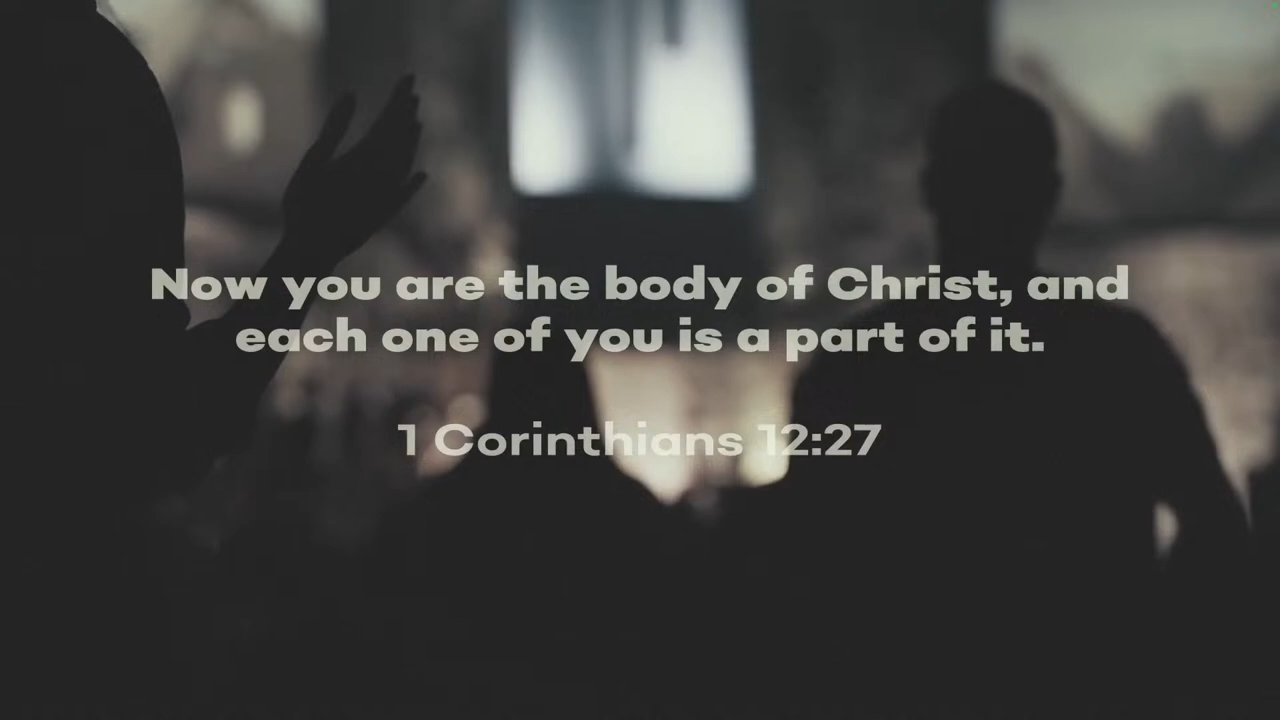 Now you are the body of Christ, and
each one of you is a part of it.
1 Corinthians 12:27